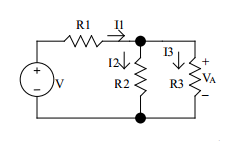 R1 I1
I2 I3 +
+ V R2 R3 VA
− −